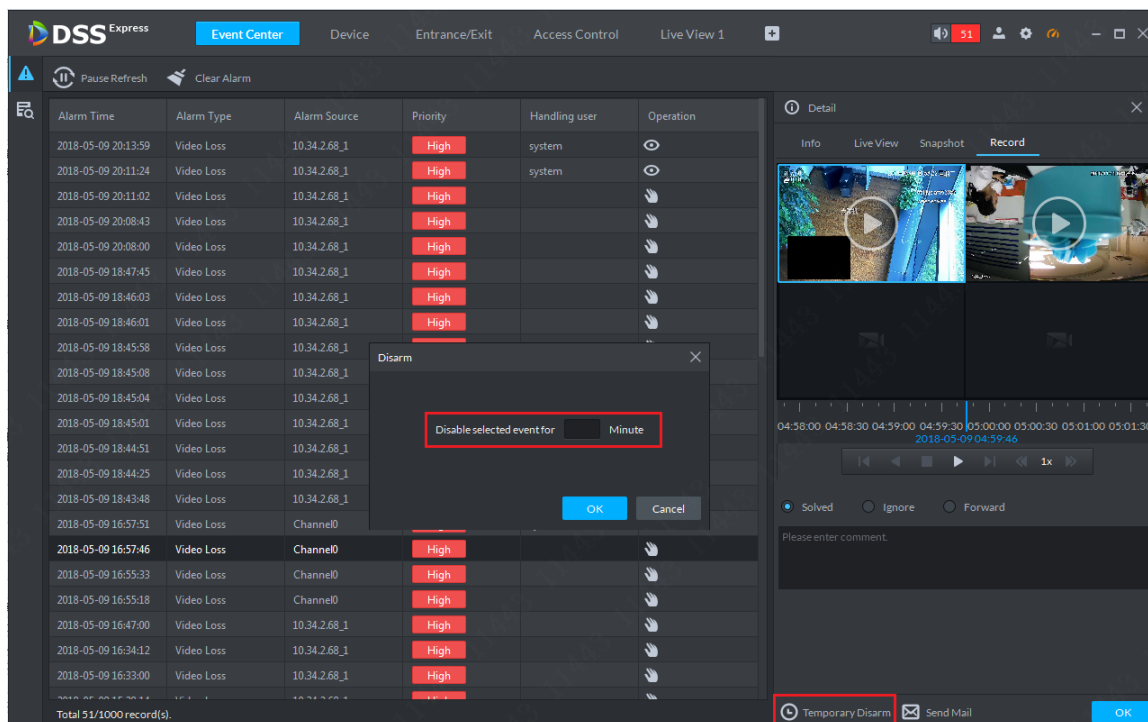 DSS Express Event Center Device Entrance/Exit Access Control Live View 1 51
Pause Refresh Clear Alarm
Alarm Time Alarm Type Alarm Source Priority Handling user Operation
2018-05-09 20:13:59 Video Loss 10.34.2.68_1 High system
2018-05-09 20:11:24 Video Loss 10.34.2.68_1 High system
2018-05-09 20:11:02 Video Loss 10.34.2.68_1 High
2018-05-09 20:08:43 Video Loss 10.34.2.68_1 High
2018-05-09 20:08:00 Video Loss 10.34.2.68_1 High
2018-05-09 18:47:45 Video Loss 10.34.2.68_1 High
2018-05-09 18:46:03 Video Loss 10.34.2.68_1 High
2018-05-09 18:46:01 Video Loss 10.34.2.68_1 High
2018-05-09 18:45:58 Video Loss 10.34.2.68_1
2018-05-09 18:45:08 Video Loss 10.34.2.68_1
2018-05-09 18:45:04 Video Loss 10.34.2.68_1
2018-05-09 18:45:01 Video Loss 10.34.2.68_1
2018-05-09 18:44:51 Video Loss 10.34.2.68_1
2018-05-09 18:44:25 Video Loss 10.34.2.68_1
2018-05-09 18:43:48 Video Loss 10.34.2.68_1
2018-05-09 16:57:51 Video Loss Channel0
2018-05-09 16:57:46 Video Loss Channel0 High
2018-05-09 16:55:33 Video Loss Channel0 High
2018-05-09 16:55:18 Video Loss Channel0 High
2018-05-09 16:47:00 Video Loss 10.34.2.68_1 High
2018-05-09 16:34:12 Video Loss 10.34.2.68_1 High
2018-05-09 16:33:00 Video Loss 10.34.2.68_1 High
Total 51/1000 record(s).
Disarm
Disable selected event for Minute
OK Cancel
Detail
Info Live View Snapshot Record
04:58:00 04:58:30 04:59:00 04:59:30 05:00:00 05:00:30 05:01:00 05:01:30
2018-05-09 04:59:46
1x
Solved Ignore Forward
Please enter comment.
Temporary Disarm Send Mail OK